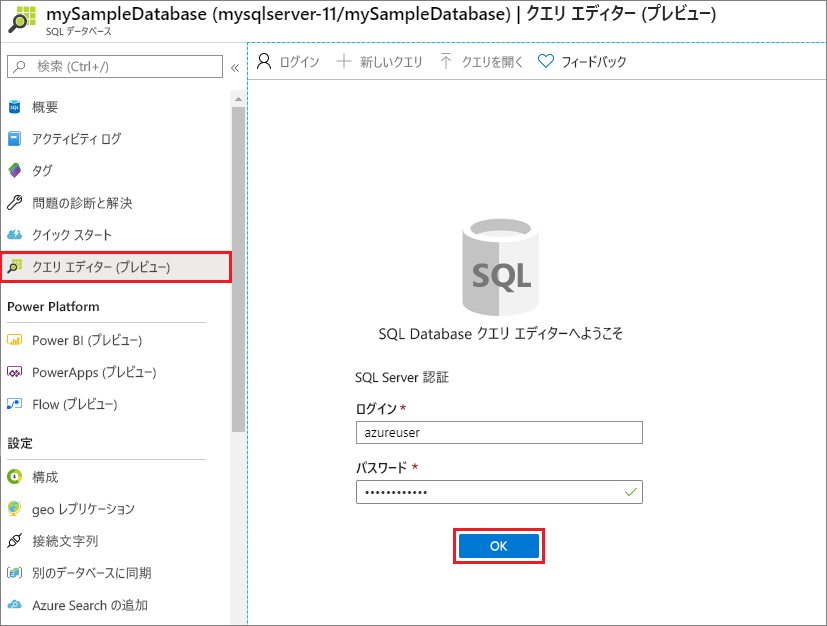 mySampleDatabase (mysqlserver-11/mySampleDatabase) | クエリ エディター (プレビュー)
SQL データベース
検索 (Ctrl+/)
«
ログイン
新しいクエリ
クエリを開く
フィードバック
概要
アクティビティ ログ
タグ
問題の診断と解決
クイック スタート
クエリ エディター (プレビュー)
Power Platform
Power BI (プレビュー)
PowerApps (プレビュー)
Flow (プレビュー)
設定
構成
geo レプリケーション
接続文字列
別のデータベースに同期
Azure Search の追加
SQL
SQL Database クエリ エディターへようこそ
SQL Server 認証
ログイン *
azureuser
パスワード *
••••••••••••
OK